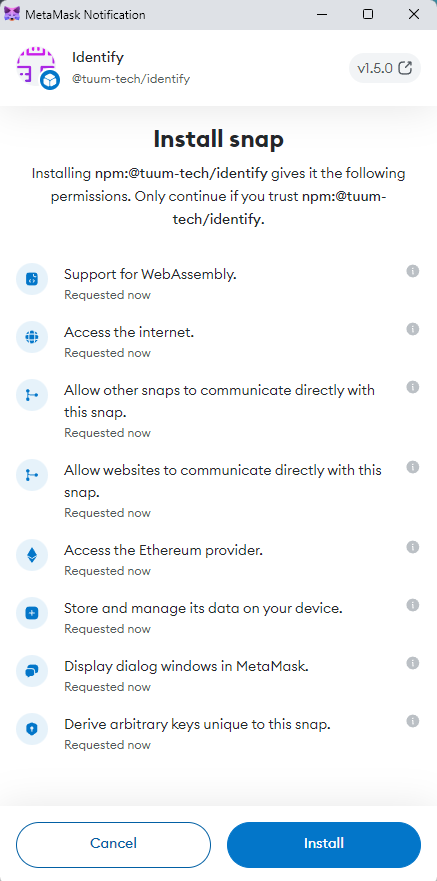 MetaMask Notification
Identify
@tuum-tech/identify
v1.5.0
Install snap
Installing npm:@tuum-tech/identify gives it the following
permissions. Only continue if you trust npm:@tuum-
tech/identify.
Support for WebAssembly.
Requested now
Access the internet.
Requested now
Allow other snaps to communicate directly with
this snap.
Requested now
Allow websites to communicate directly with this
snap.
Requested now
Access the Ethereum provider.
Requested now
Store and manage its data on your device.
Requested now
Display dialog windows in MetaMask.
Requested now
Derive arbitrary keys unique to this snap.
Requested now
Cancel
Install